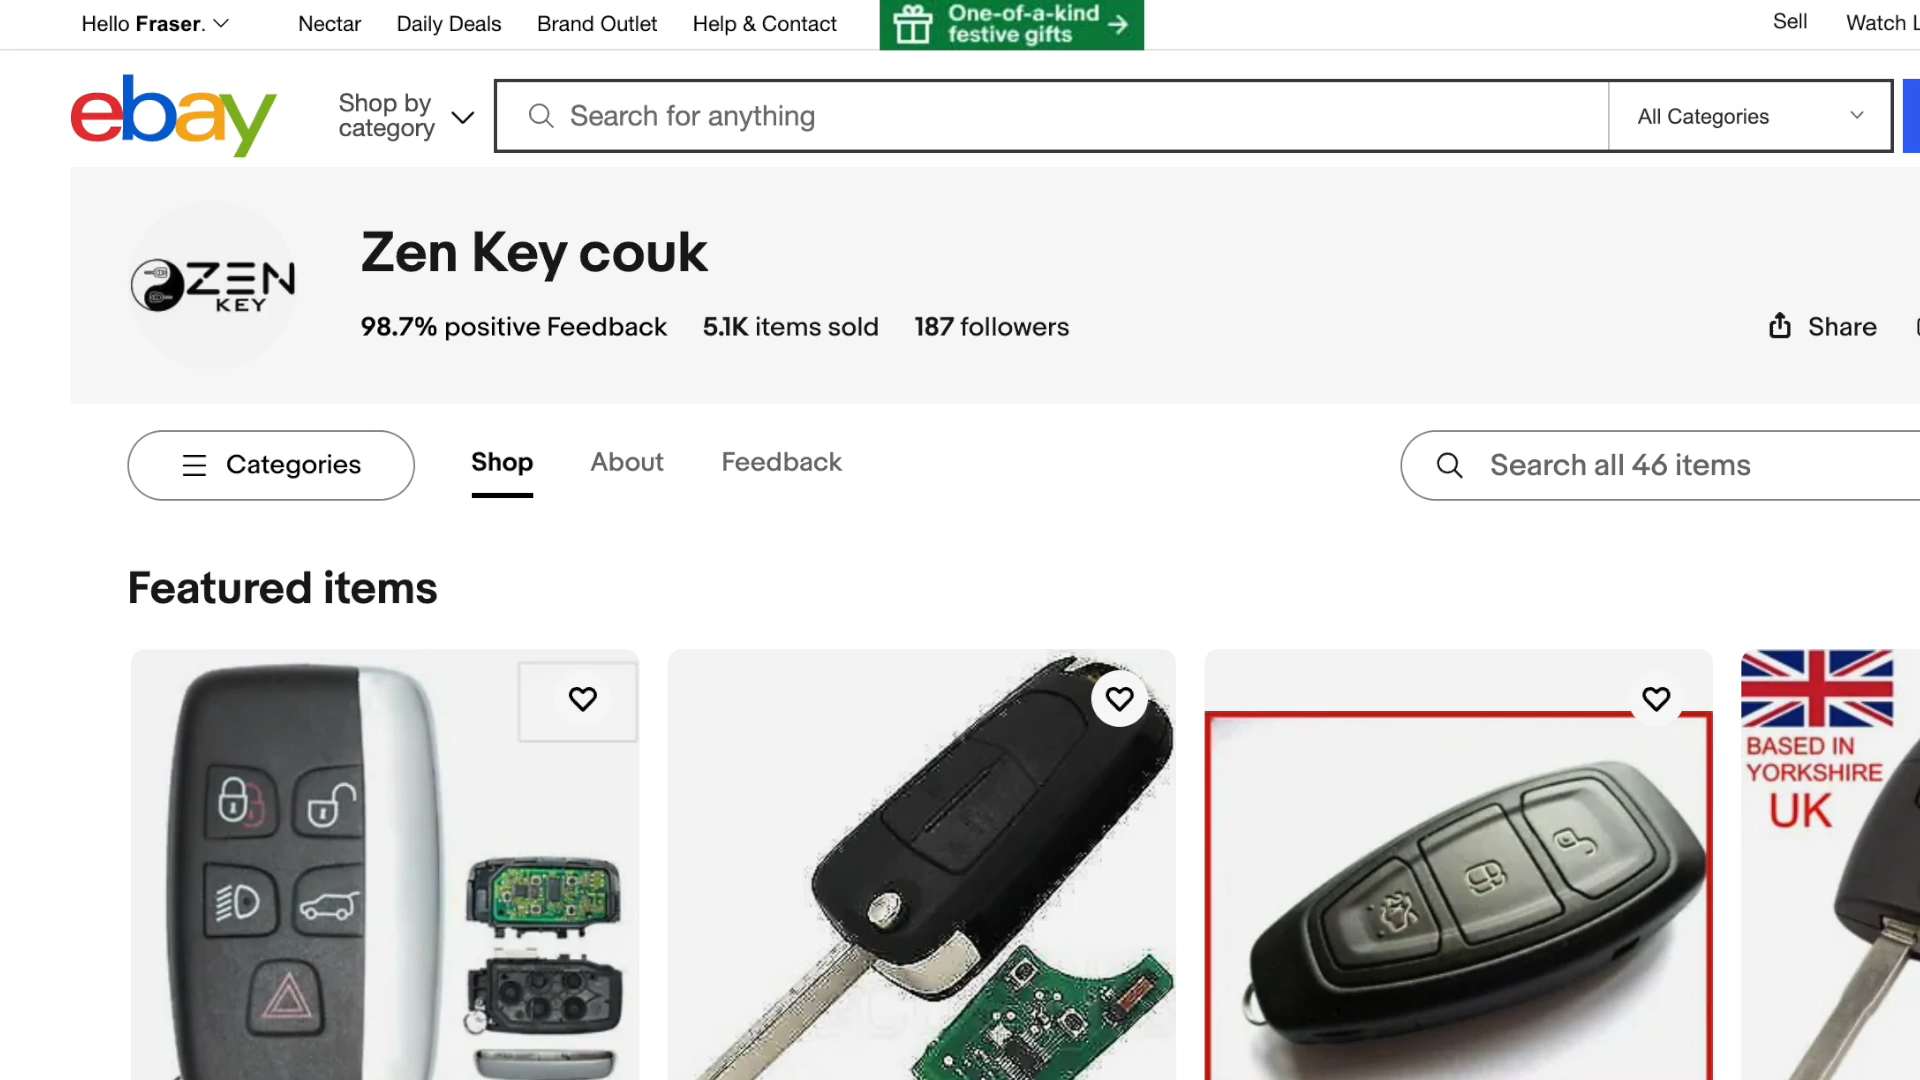 Hello Fraser.
Nectar
Daily Deals
Brand Outlet
Help & Contact
One-of-a-kind
festive gifts
Sell
Watch
ebay
Shop by
category
Search for anything
All Categories
ZEN
KEY
Zen Key couk
98.7% positive Feedback
5.1K items sold
187 followers
Share
Categories
Shop
About
Feedback
Search all 46 items
Featured items
BASED IN
YORKSHIRE
UK